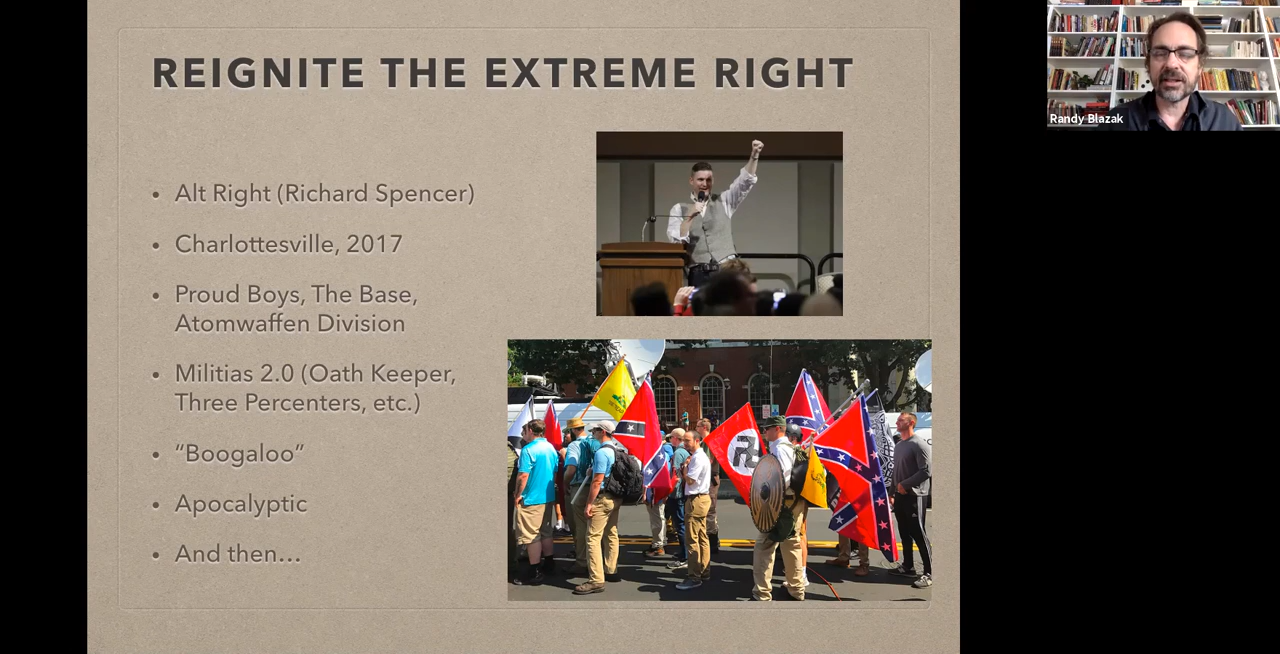 REIGNITE THE EXTREME RIGHT
• Alt Right (Richard Spencer)
• Charlottesville, 2017
• Proud Boys, The Base,
Atomwaffen Division
• Militias 2.0 (Oath Keeper,
Three Percenters, etc.)
• “Boogaloo”
• Apocalyptic
• And then…
Randy Blazak